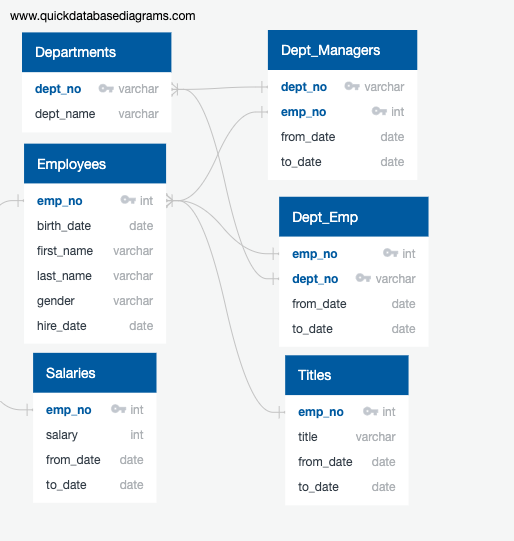 www.quickdatabasediagrams.com
Departments
dept_no varchar
dept_name varchar
Employees
emp_no int
birth_date date
first_name varchar
last_name varchar
gender varchar
hire_date date
Salaries
emp_no int
salary int
from_date date
to_date date
Dept_Managers
dept_no varchar
emp_no int
from_date date
to_date date
Dept_Emp
emp_no int
dept_no varchar
from_date date
to_date date
Titles
emp_no int
title varchar
from_date date
to_date date